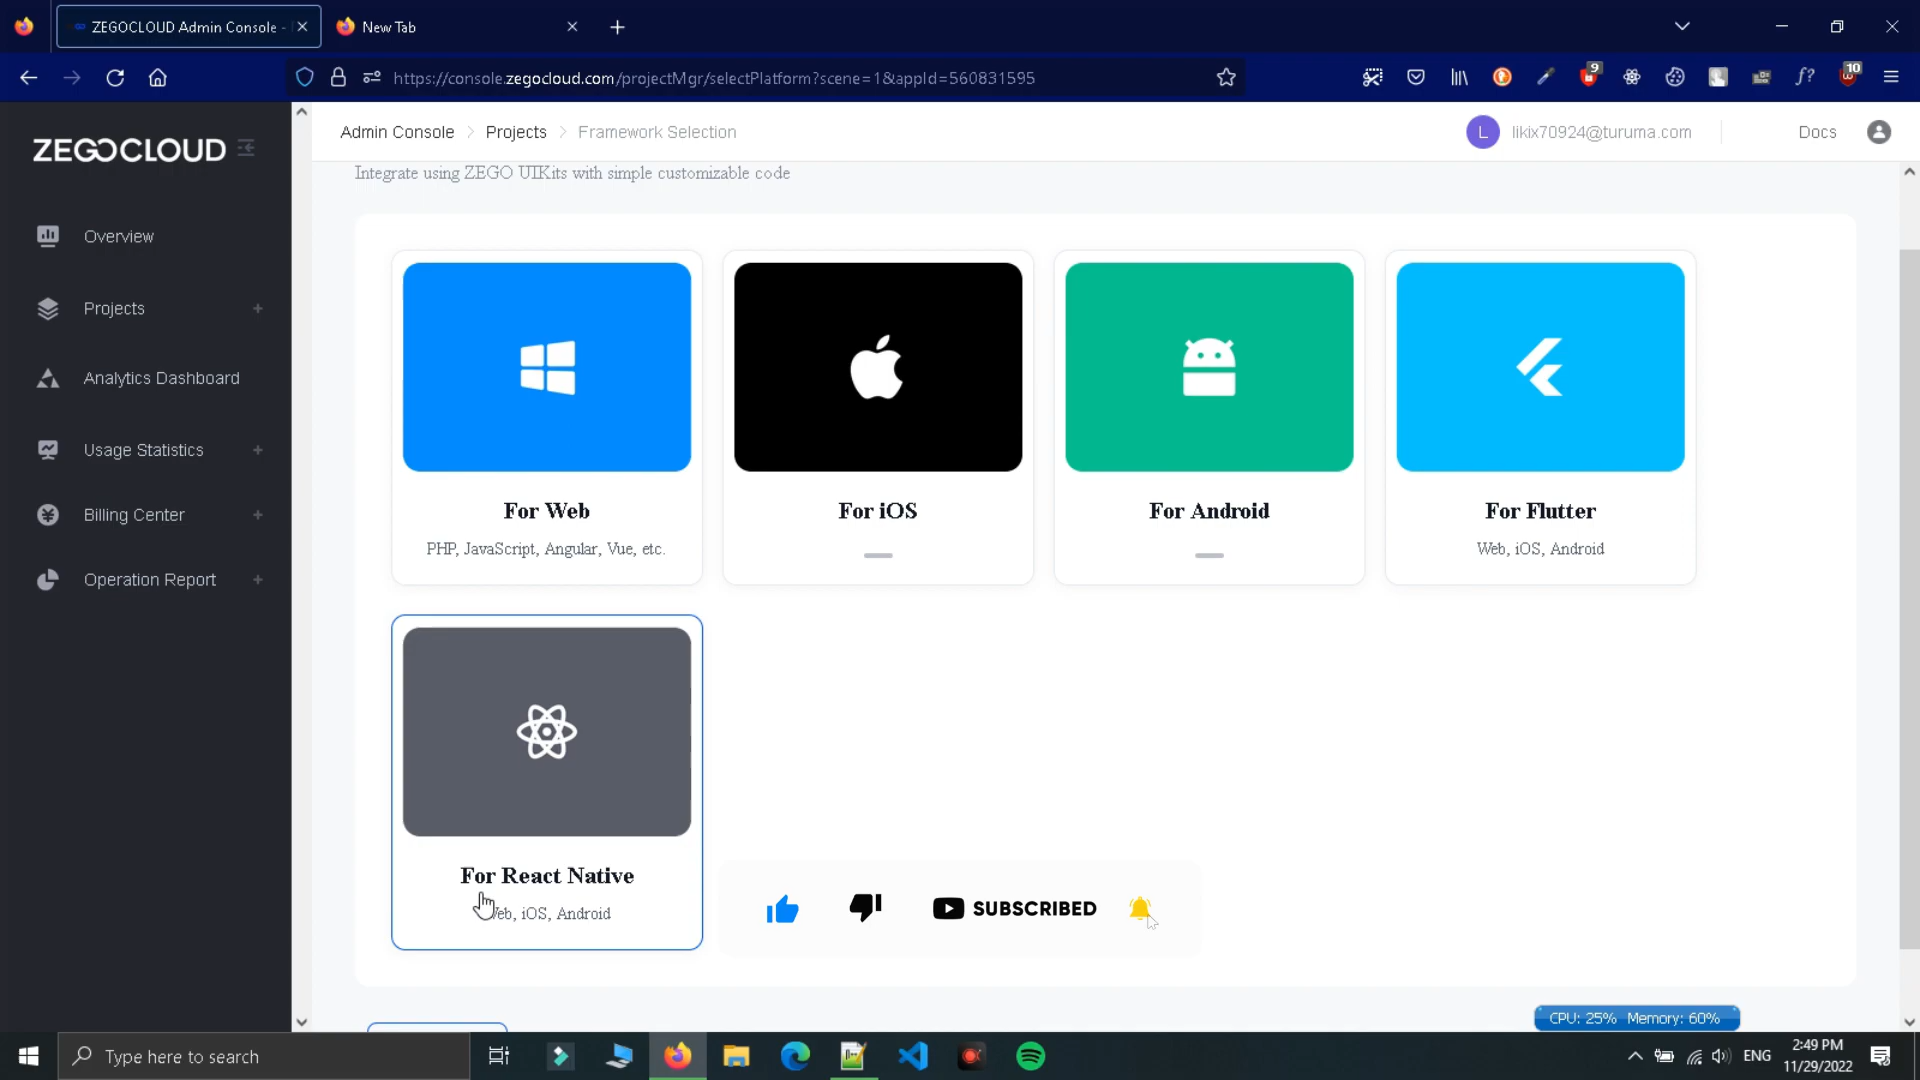 ZEGOCLOUD Admin Console -
New Tab
https://console.zegocloud.com/projectMgr/selectPlatform?scene=1&appId=560831595
9
10
f?
ZEGOCLOUD
Admin Console
Projects
Framework Selection
L
likix70924@turuma.com
Docs
Integrate using ZEGO UIKits with simple customizable code
Overview
Projects
Analytics Dashboard
Usage Statistics
Billing Center
Operation Report
For Web
PHP, JavaScript, Angular, Vue, etc.
For iOS
For Android
For Flutter
Web, iOS, Android
For React Native
Web, iOS, Android
SUBSCRIBED
CPU: 25% Memory: 60%
Type here to search
ENG
2:49 PM
11/29/2022